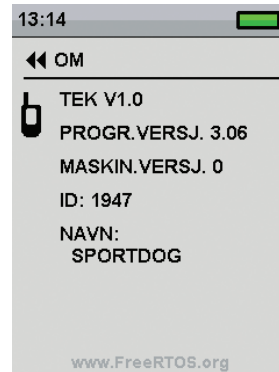 13:14
OM
TEK V1.0
PROGR.VERSJ. 3.06
MASKIN.VERSJ. 0
ID: 1947
NAVN:
SPORTDOG
www.FreeRTOS.org